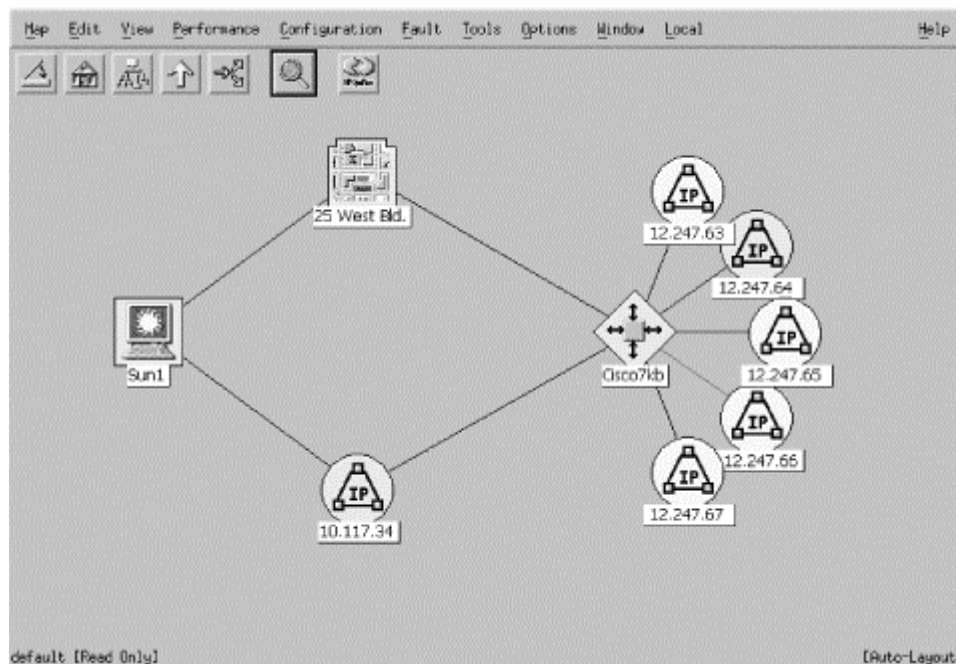 Map Edit View Performance Configuration Fault Tools Options Window Local Help
25 West Bld.
IP
12.247.63
IP
12.247.64
IP
12.247.65
Sun1
Cisco7kb
IP
12.247.66
IP
12.247.67
IP
10.117.34
default [Read Only] [Auto-Layout